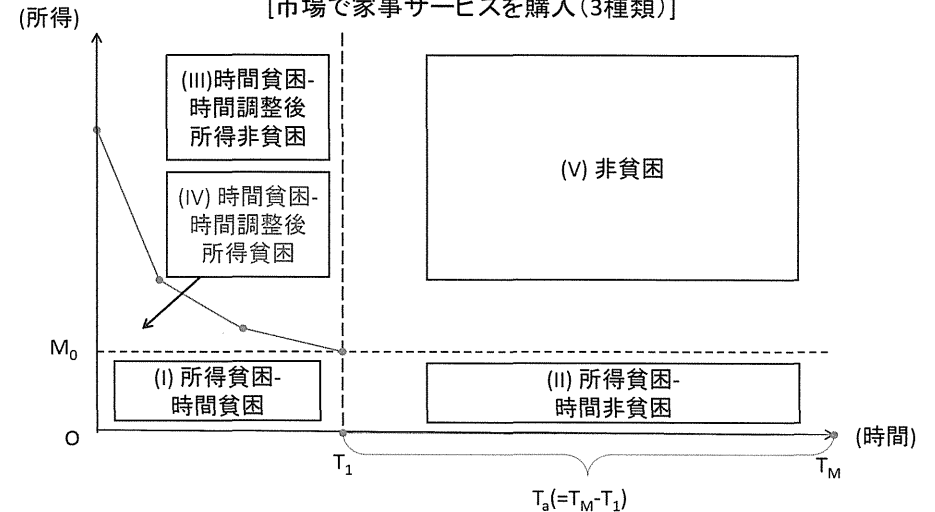 [市場で家事サービスを購入(3種類)]
(所得)
(III)時間貧困-
時間調整後
所得非貧困
(IV) 時間貧困-
時間調整後
所得貧困
(V) 非貧困
M0
(I) 所得貧困-
時間貧困
(II) 所得貧困-
時間非貧困
O
(時間)
T1
TM
Ta(=TM-T1)